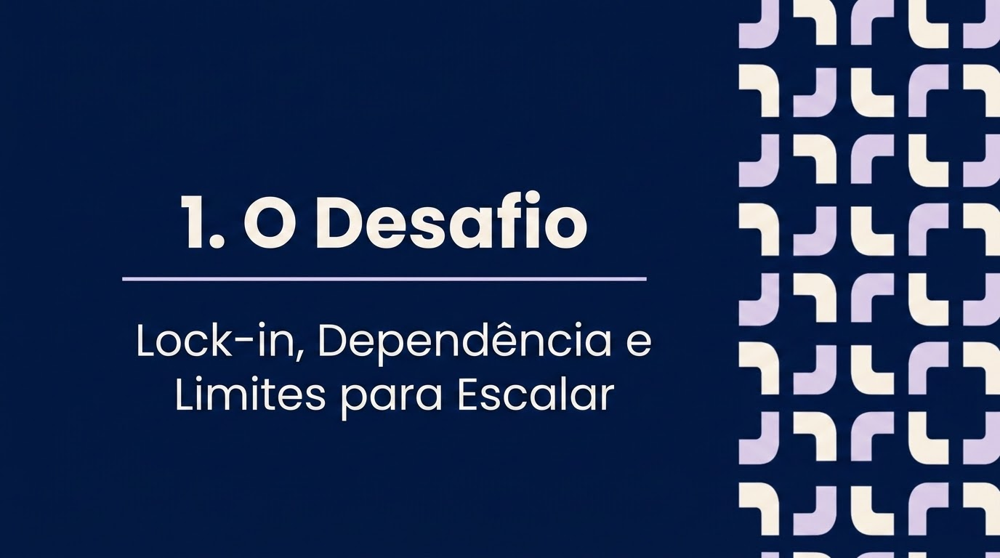 1. O Desafio
Lock-in, Dependência e
Limites para Escalar